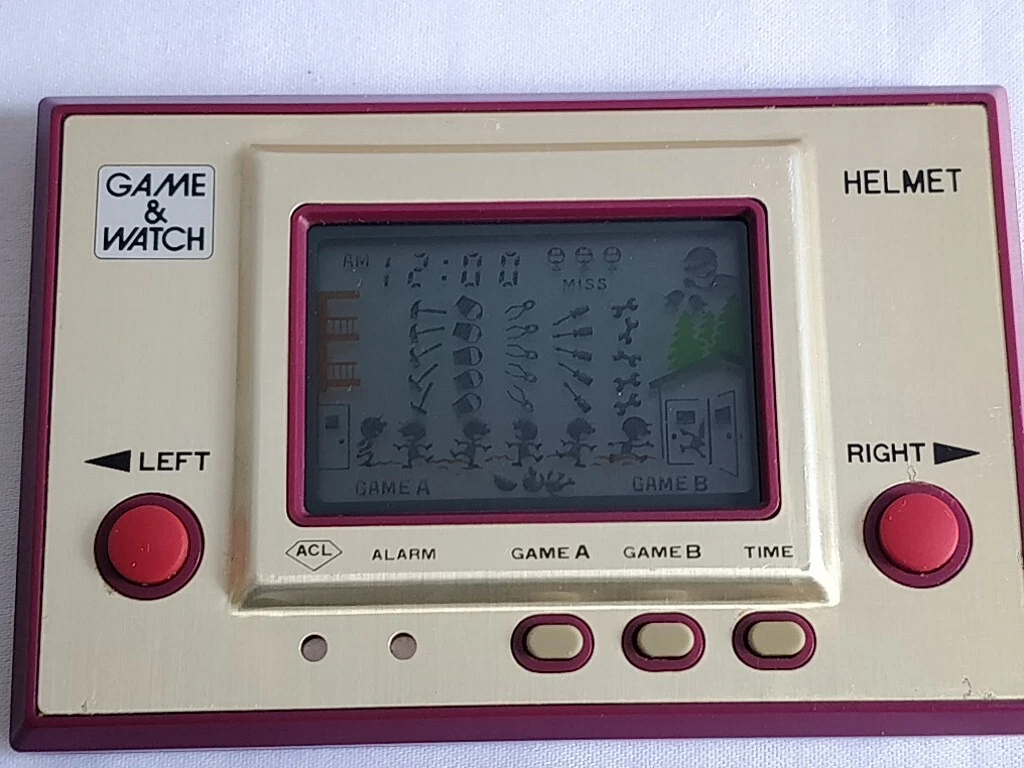 GAME
&
WATCH
HELMET
AM 12:00
MISS
LEFT
RIGHT
GAME A
GAME B
ACL
ALARM
GAME A
GAME B
TIME